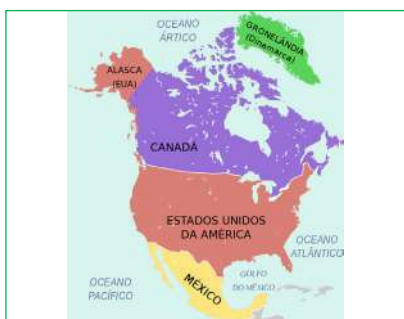 OCEANO
ÁRTICO
GRONELÂNDIA
(Dinamarca)
ALASCA
(EUA)
CANADÁ
ESTADOS UNIDOS
DA AMÉRICA
OCEANO
ATLÂNTICO
OCEANO
PACÍFICO
MÉXICO
GOLFO
DO MÉXICO